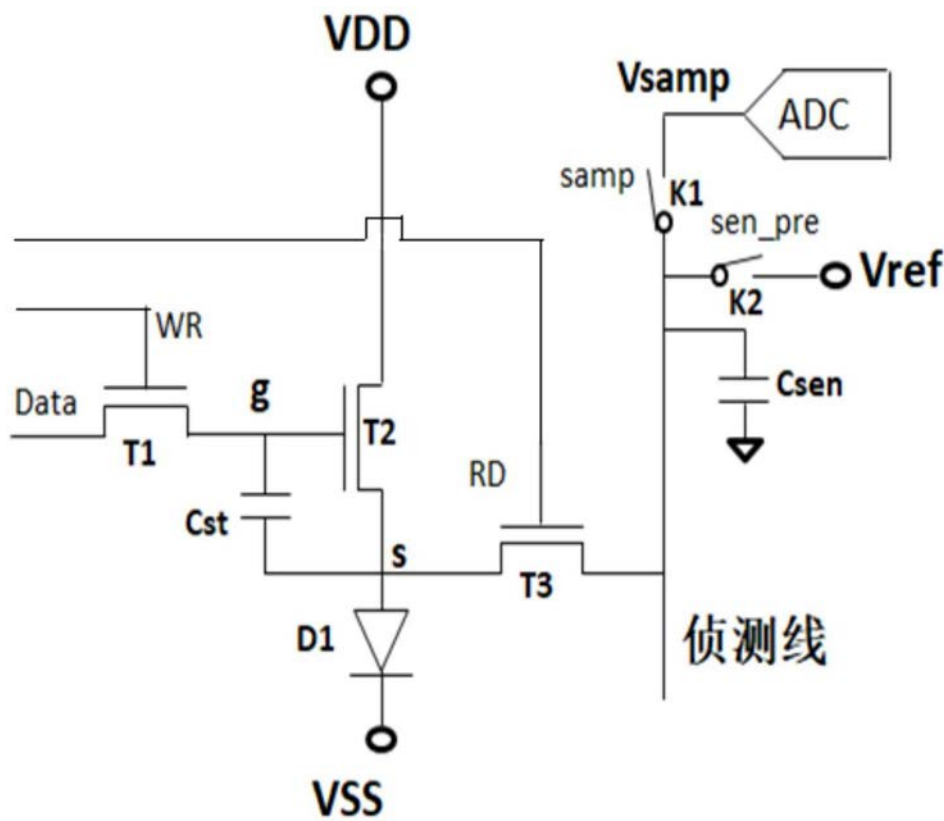 VDD
Vsamp
ADC
samp
K1
sen_pre
Vref
K2
WR
Data
g
T2
Csen
T1
RD
Cst
s
T3
D1
侦测线
VSS